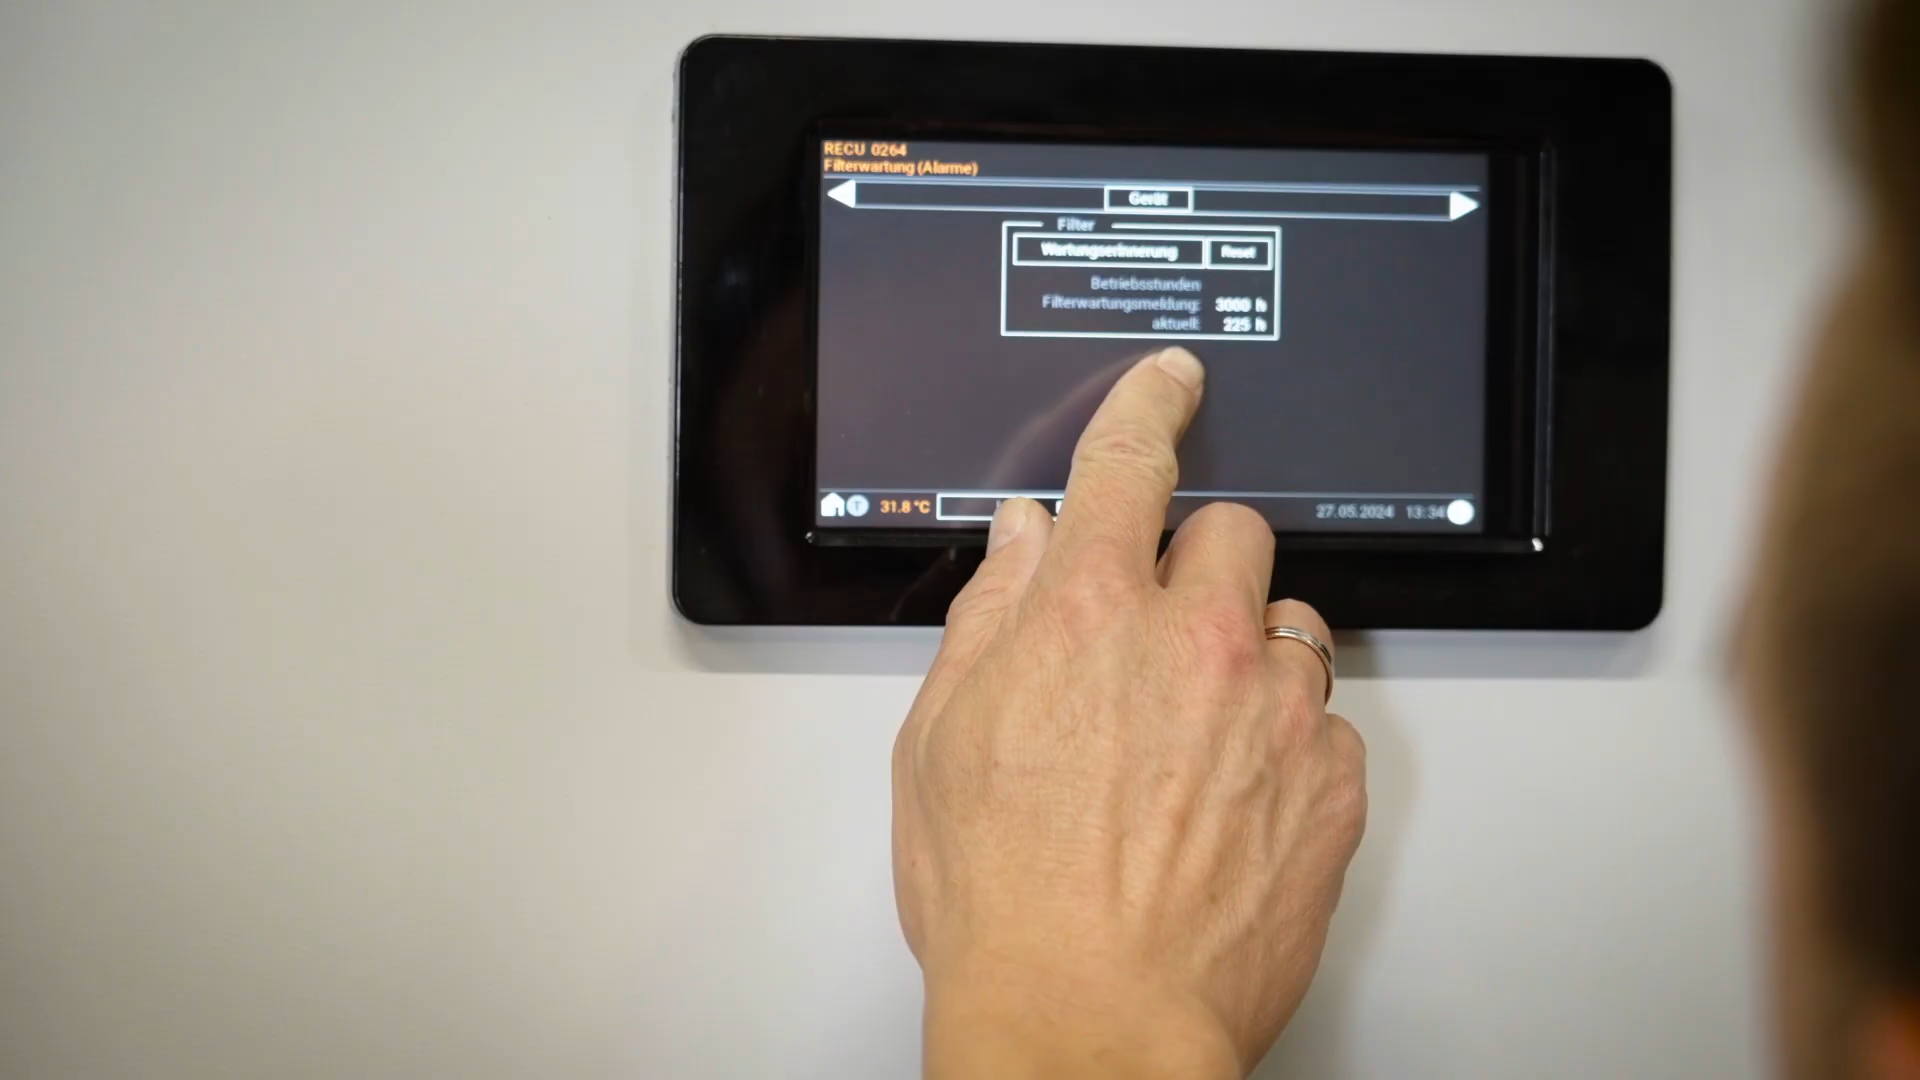 RECU 0264
Filterwartung (Alarme)
Gerät
Filter
Wartungserinnerung Reset
Betriebsstunden
Filterwartungsmeldung: 3000 h
aktuell: 225 h
T 31.8 °C 27.05.2024 13:34